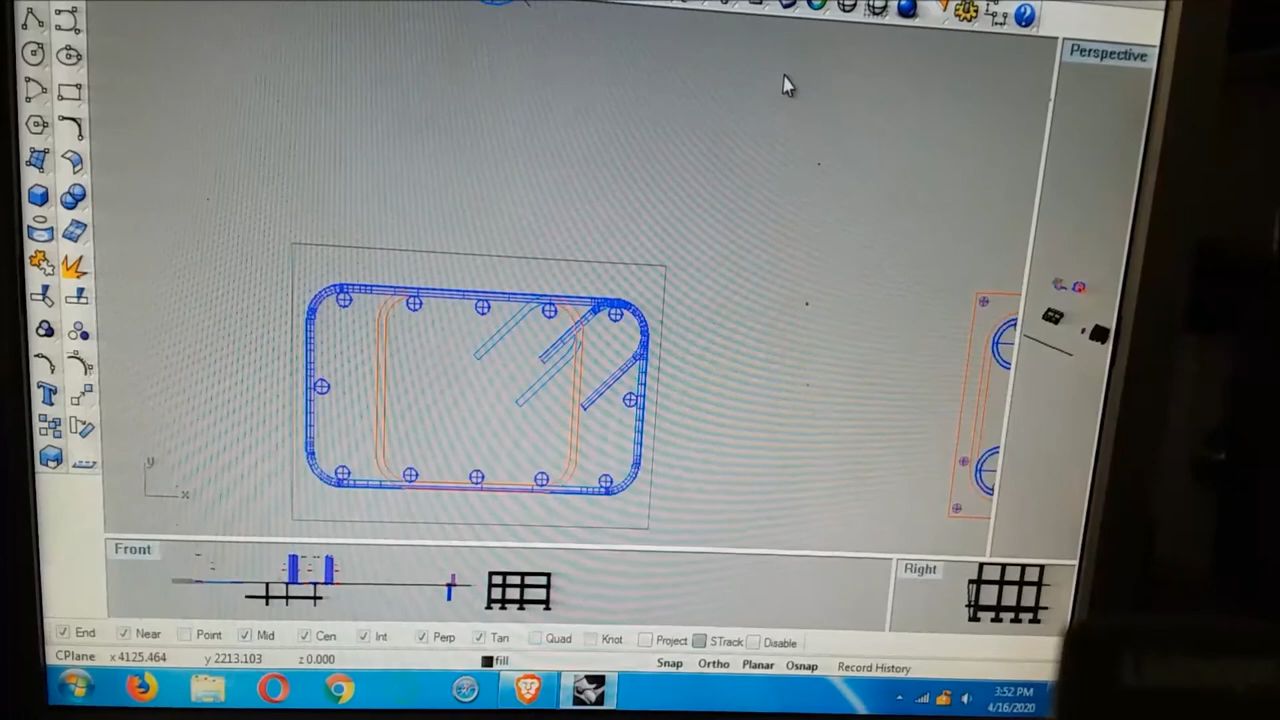 Perspective
y
x
Front
Right
End Near Point Mid Cen Int Perp Tan Quad Knot Project STrack Disable
CPlane x 4125.464 y 2213.103 z 0.000 fill Snap Ortho Planar Osnap Record History
3:52 PM
4/16/2020